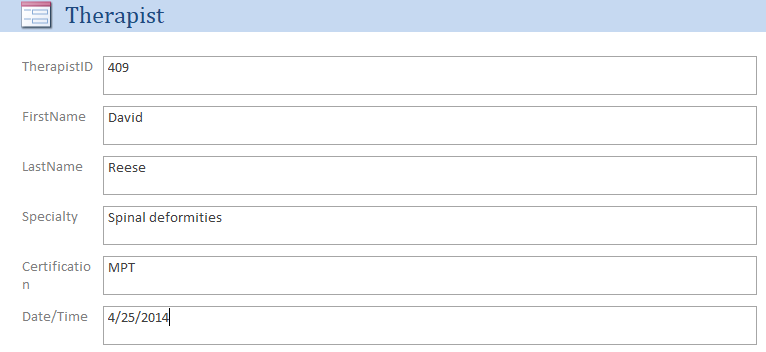 Therapist
TherapistID 409
FirstName David
LastName Reese
Specialty Spinal deformities
Certificatio MPT
n
Date/Time 4/25/2014